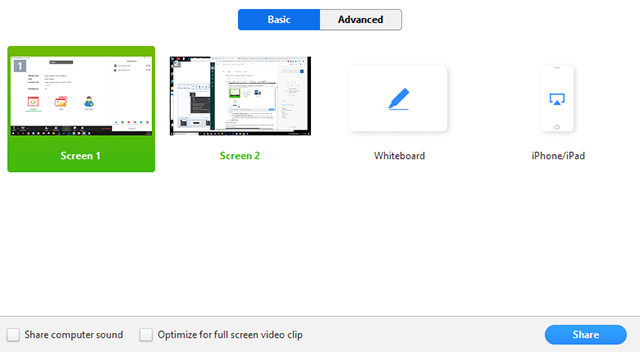 Basic
Advanced
1
Screen 1
Screen 2
Whiteboard
iPhone/iPad
Share computer sound
Optimize for full screen video clip
Share